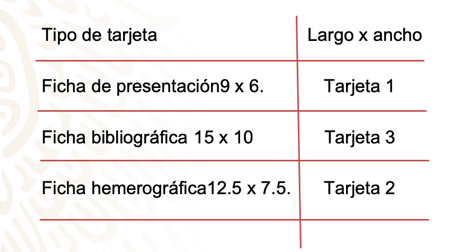 Tipo de tarjeta Largo x ancho
Ficha de presentación9 x 6. Tarjeta 1
Ficha bibliográfica 15 x 10 Tarjeta 3
Ficha hemerográfica12.5 x 7.5. Tarjeta 2